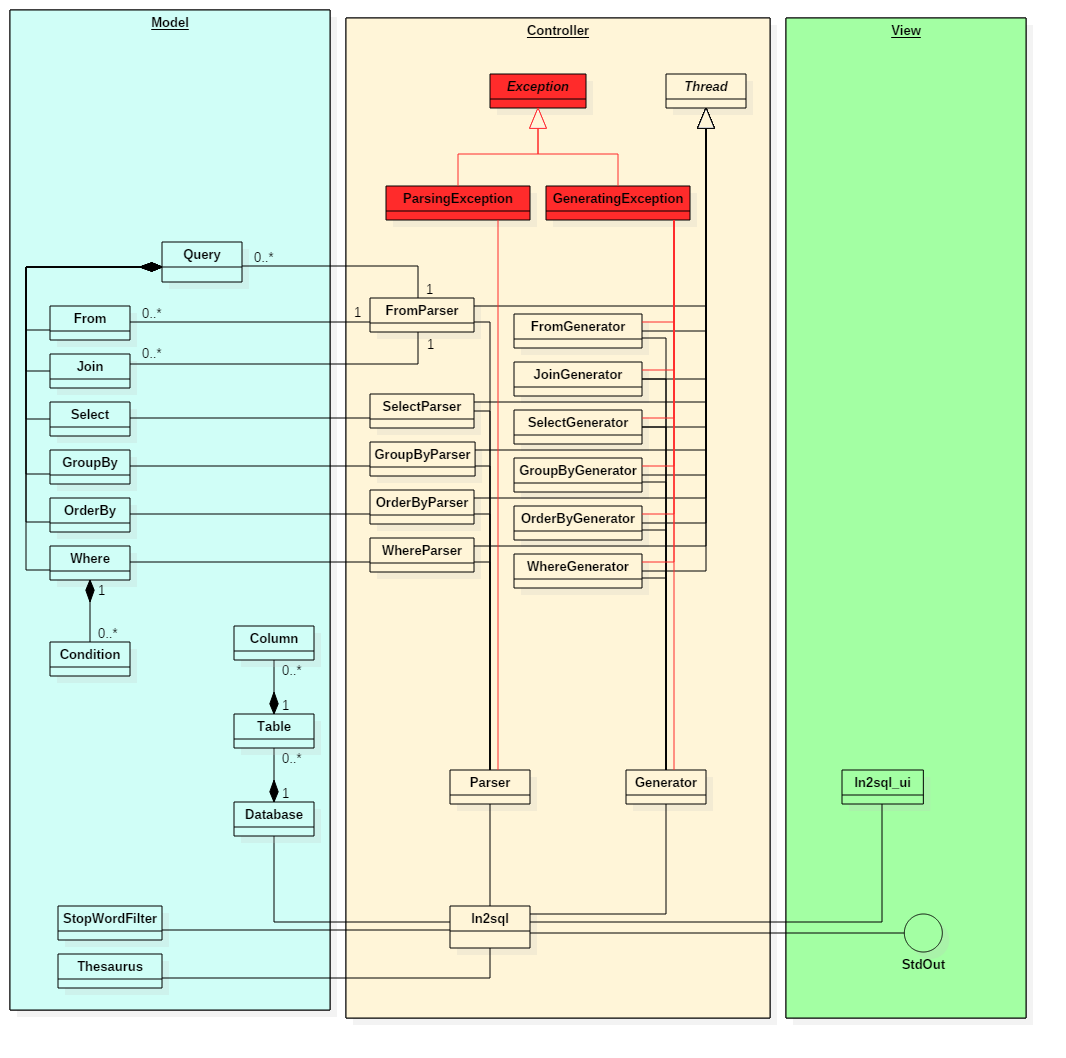 Model
Query
0..*
From
0..*
Join
0..*
Select
GroupBy
OrderBy
Where
1
0..*
Condition
Column
0..*
1
Table
0..*
1
Database
StopWordFilter
Thesaurus
Controller
Exception
Thread
ParsingException
GeneratingException
1
1
FromParser
1
FromGenerator
JoinGenerator
SelectParser
SelectGenerator
GroupByParser
GroupByGenerator
OrderByParser
OrderByGenerator
WhereParser
WhereGenerator
Parser
Generator
ln2sql
View
ln2sql_ui
StdOut